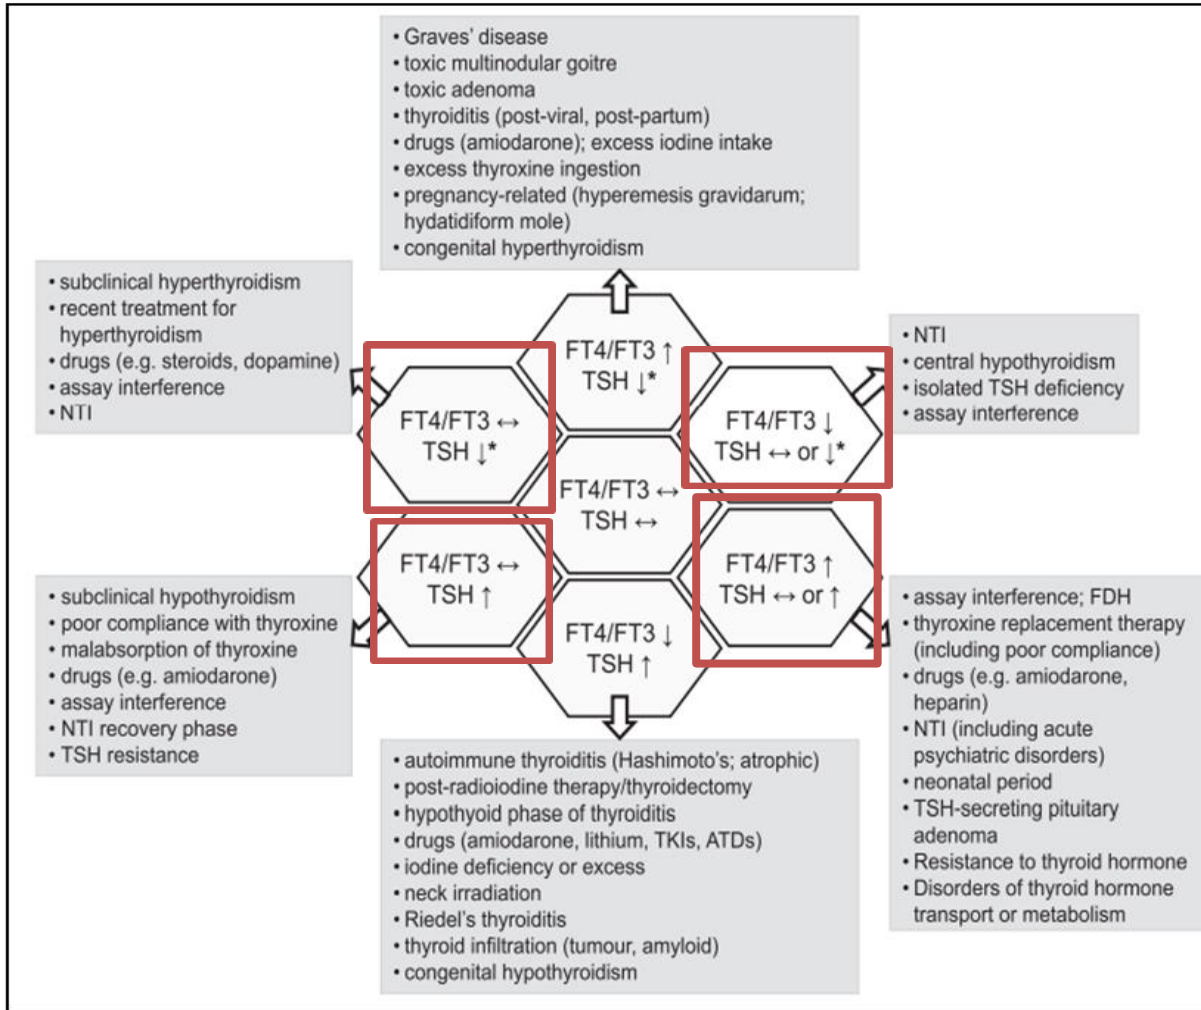 • Graves' disease
• toxic multinodular goitre
• toxic adenoma
• thyroiditis (post-viral, post-partum)
• drugs (amiodarone); excess iodine intake
• excess thyroxine ingestion
• pregnancy-related (hyperemesis gravidarum;
hydatidiform mole)
• congenital hyperthyroidism
• subclinical hyperthyroidism
• recent treatment for
hyperthyroidism
• drugs (e.g. steroids, dopamine)
• assay interference
• NTI
FT4/FT3 ↑
TSH ↓*
• NTI
• central hypothyroidism
• isolated TSH deficiency
• assay interference
FT4/FT3 ↔
TSH ↓*
FT4/FT3 ↓
TSH ↔ or ↓*
FT4/FT3 ↔
TSH ↔
FT4/FT3 ↔
TSH ↑
FT4/FT3 ↑
TSH ↔ or ↑
FT4/FT3 ↓
TSH ↑
• subclinical hypothyroidism
• poor compliance with thyroxine
• malabsorption of thyroxine
• drugs (e.g. amiodarone)
• assay interference
• NTI recovery phase
• TSH resistance
• assay interference; FDH
• thyroxine replacement therapy
(including poor compliance)
• drugs (e.g. amiodarone,
heparin)
• NTI (including acute
psychiatric disorders)
• neonatal period
• TSH-secreting pituitary
adenoma
• Resistance to thyroid hormone
• Disorders of thyroid hormone
transport or metabolism
• autoimmune thyroiditis (Hashimoto's; atrophic)
• post-radioiodine therapy/thyroidectomy
• hypothyoid phase of thyroiditis
• drugs (amiodarone, lithium, TKIs, ATDs)
• iodine deficiency or excess
• neck irradiation
• Riedel's thyroiditis
• thyroid infiltration (tumour, amyloid)
• congenital hypothyroidism